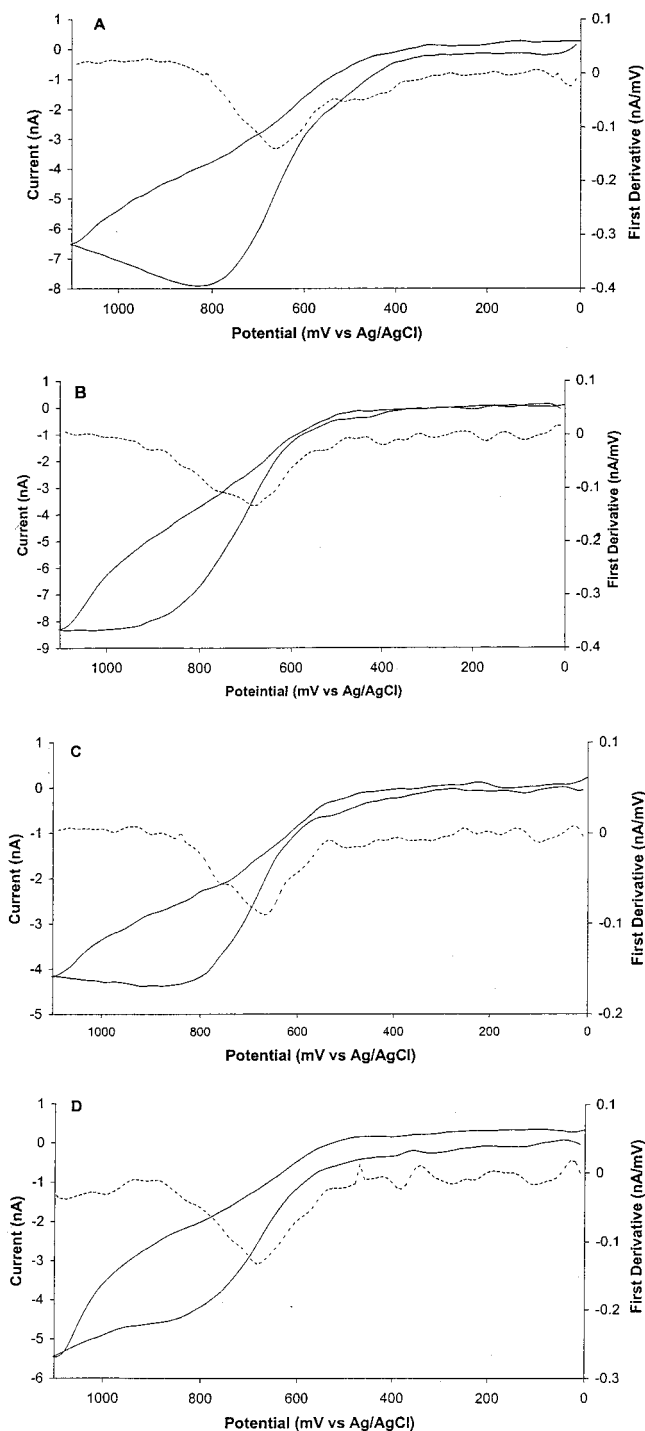 A
1
0
-1
-2
-3
-4
-5
-6
-7
-8
Current (nA)
0.1
0
-0.1
-0.2
-0.3
-0.4
First Derivative (nA/mV)
1000 800 600 400 200 0
Potential (mV vs Ag/AgCl)
B
1
0
-1
-2
-3
-4
-5
-6
-7
-8
-9
Current (nA)
0.1
0
-0.1
-0.2
-0.3
-0.4
First Derivative (nA/mV)
1000 800 600 400 200 0
Poteintial (mV vs Ag/AgCl)
C
1
0
-1
-2
-3
-4
-5
Current (nA)
0.1
0
-0.1
-0.2
First Derivative (nA/mV)
1000 800 600 400 200 0
Potential (mV vs Ag/AgCl)
D
1
0
-1
-2
-3
-4
-5
-6
Current (nA)
0.1
0
-0.1
-0.2
-0.3
First Derivative (nA/mV)
1000 800 600 400 200 0
Potential (mV vs Ag/AgCl)